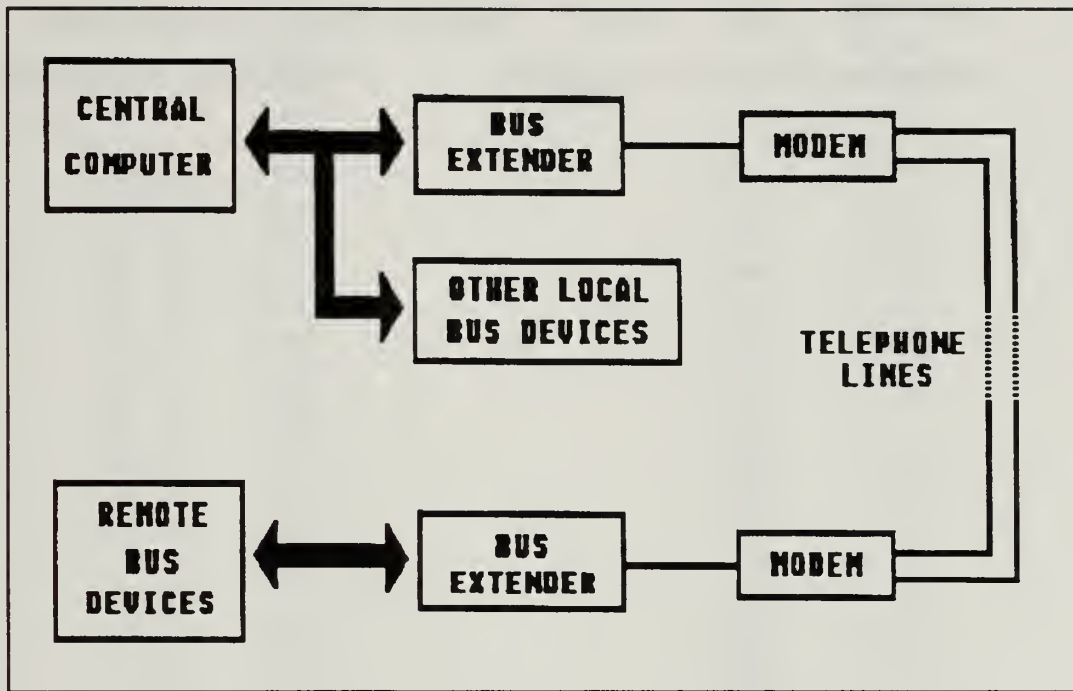 CENTRAL
COMPUTER
BUS
EXTENDER
MODEM
OTHER LOCAL
BUS DEVICES
TELEPHONE
LINES
REMOTE
BUS
DEVICES
BUS
EXTENDER
MODEM